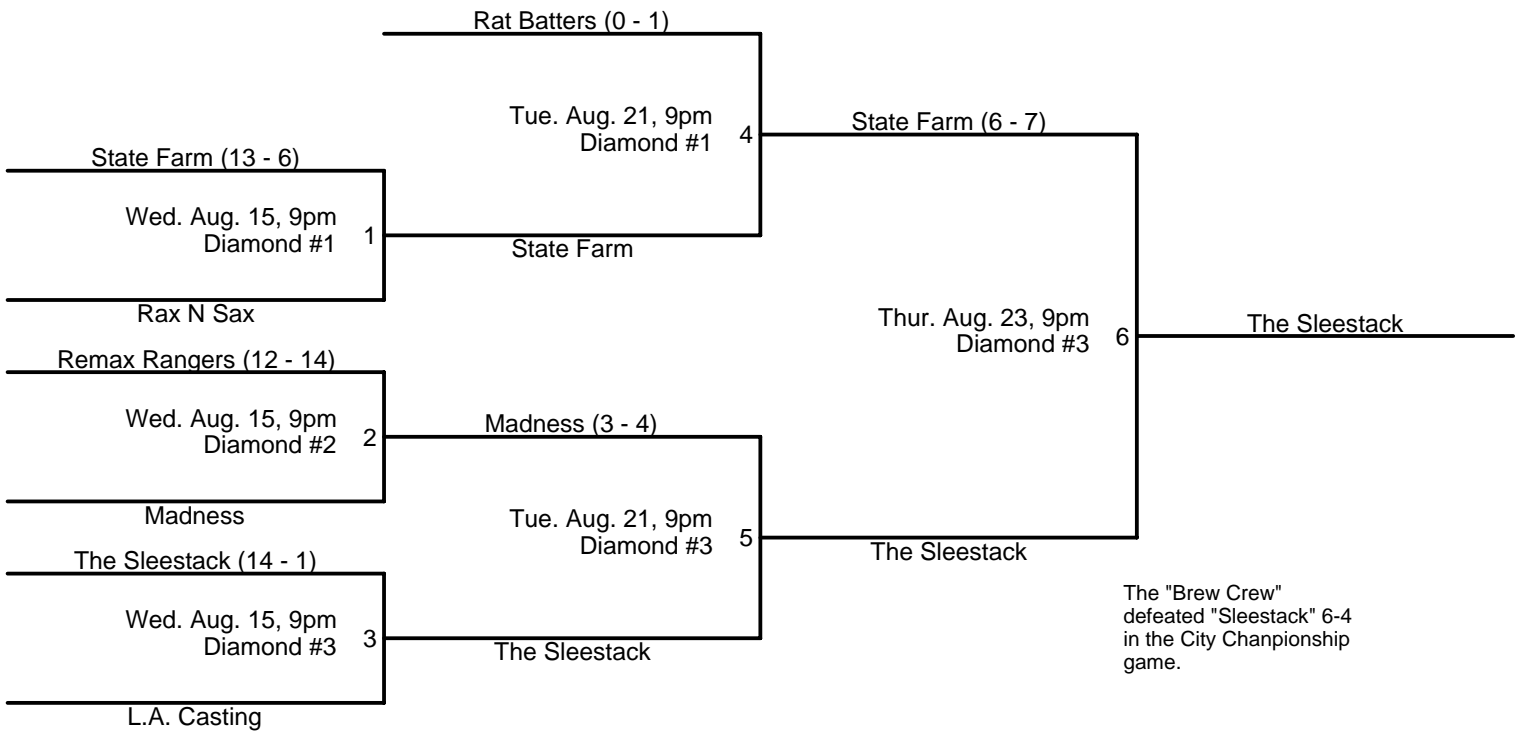 Rat Batters (0 - 1)
Tue. Aug. 21, 9pm
Diamond #1
4
State Farm (6 - 7)
State Farm (13 - 6)
Wed. Aug. 15, 9pm
Diamond #1
1
State Farm
Rax N Sax
Thur. Aug. 23, 9pm
Diamond #3
6
The Sleestack
Remax Rangers (12 - 14)
Wed. Aug. 15, 9pm
Diamond #2
2
Madness (3 - 4)
Madness
Tue. Aug. 21, 9pm
Diamond #3
5
The Sleestack
The Sleestack (14 - 1)
Wed. Aug. 15, 9pm
Diamond #3
3
The Sleestack
L.A. Casting
The "Brew Crew"
defeated "Sleestack" 6-4
in the City Chanpionship
game.